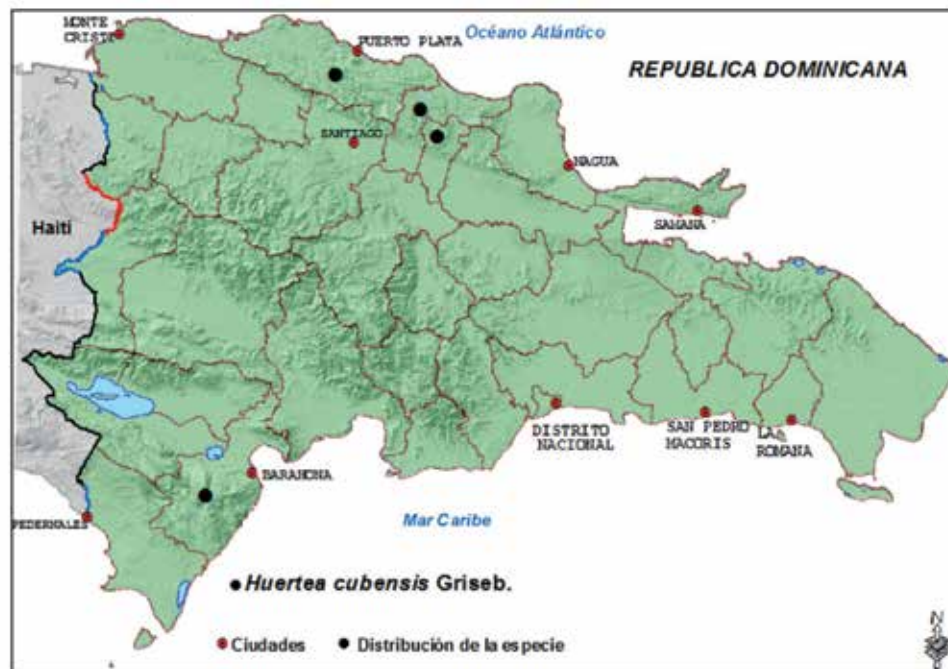 MONTE
CRISTI
PUERTO PLATA
Océano Atlántico
REPUBLICA DOMINICANA
SANTIAGO
NAGUA
SAMANA
Haití
DISTRITO
NACIONAL
SAN PEDRO
MACORIS
LA
ROMANA
BARAHONA
PEDERNALES
Mar Caribe
Huertea cubensis Griseb.
Ciudades
Distribución de la especie
N